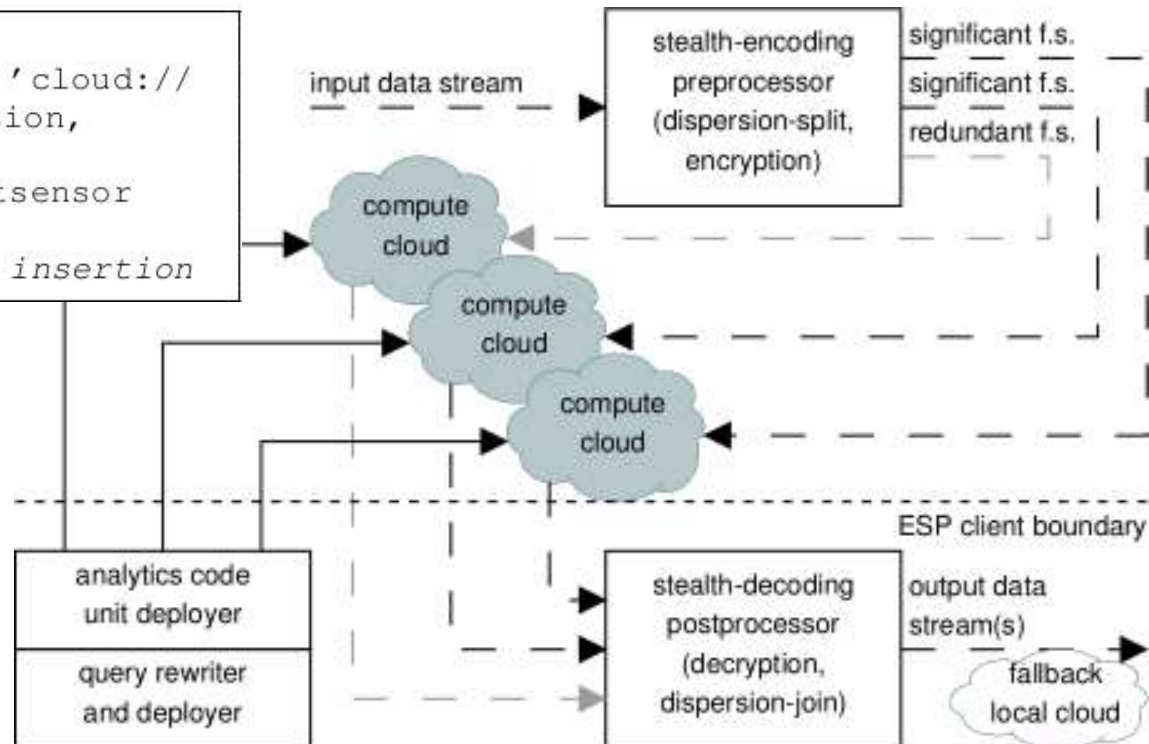 'cloud://
tsensor
insertion
input data stream
stealth-encoding
preprocessor
(dispersion-split,
encryption)
significant f.s.
significant f.s.
redundant f.s.
compute
cloud
compute
cloud
compute
cloud
ESP client boundary
analytics code
unit deployer
query rewriter
and deployer
stealth-decoding
postprocessor
(decryption,
dispersion-join)
output data
stream(s)
fallback
local cloud